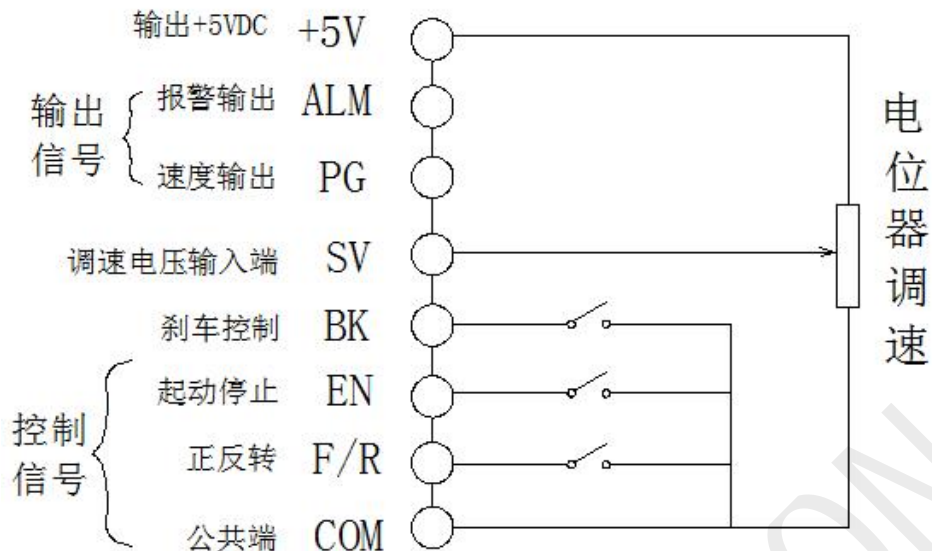 输出+5VDC +5V
报警输出 ALM
输出
信号
速度输出 PG
调速电压输入端 SV
刹车控制 BK
起动停止 EN
控制
信号
正反转 F/R
公共端 COM
电位器调速
ON